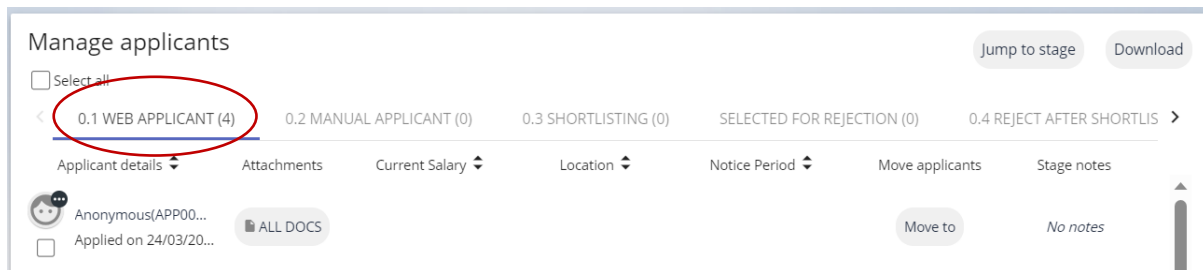 Manage applicants
Jump to stage Download
Select all
0.1 WEB APPLICANT (4) 0.2 MANUAL APPLICANT (0) 0.3 SHORTLISTING (0) SELECTED FOR REJECTION (0) 0.4 REJECT AFTER SHORTLIS
Applicant details Attachments Current Salary Location Notice Period Move applicants Stage notes
Anonymous(APP00...
ALL DOCS Move to No notes
Applied on 24/03/20...